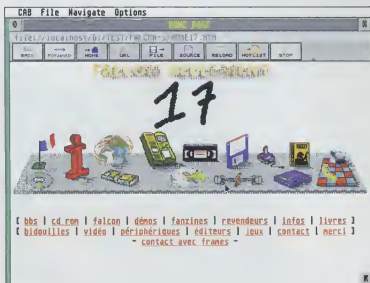 CAB File Navigate Options
HOME PAGE
BACK FORWARD HOME URL FILE SOURCE RELOAD HOTLIST STOP
17
[ bbs | cd rom | falcon | démos | fanzines | revendeurs | infos | livres ]
[ bidouilles | vidéo | périphériques | éditeurs | jeux | contact | merci ]
- contact avec frames -